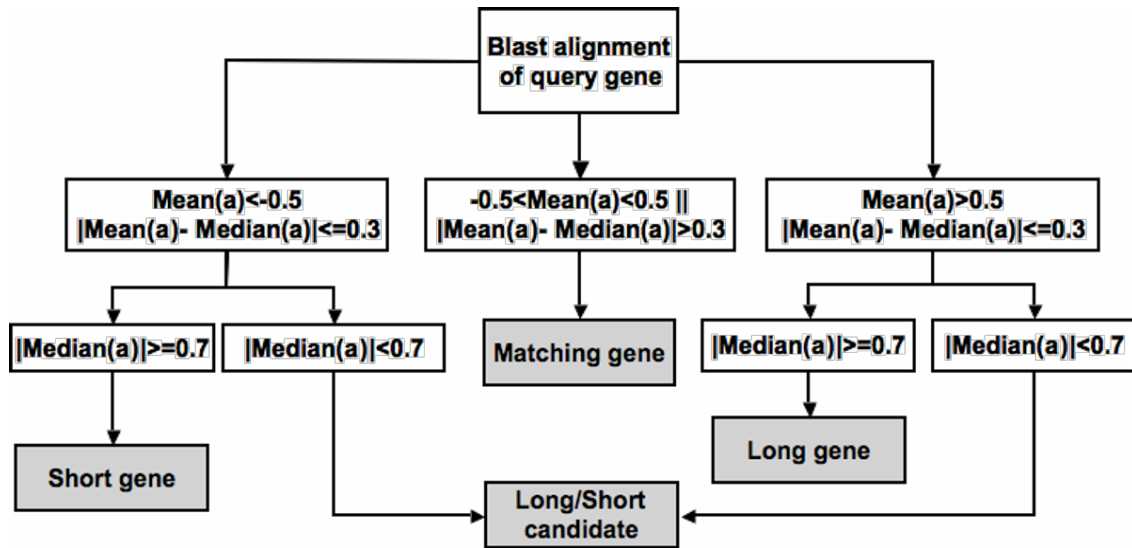 Blast alignment
of query gene
Mean(a)<-0.5
|Mean(a)- Median(a)|<=0.3
-0.5<Mean(a)<0.5 ||
|Mean(a)- Median(a)|>0.3
Mean(a)>0.5
|Mean(a)- Median(a)|<=0.3
|Median(a)|>=0.7
|Median(a)|<0.7
Matching gene
|Median(a)|>=0.7
|Median(a)|<0.7
Short gene
Long gene
Long/Short
candidate